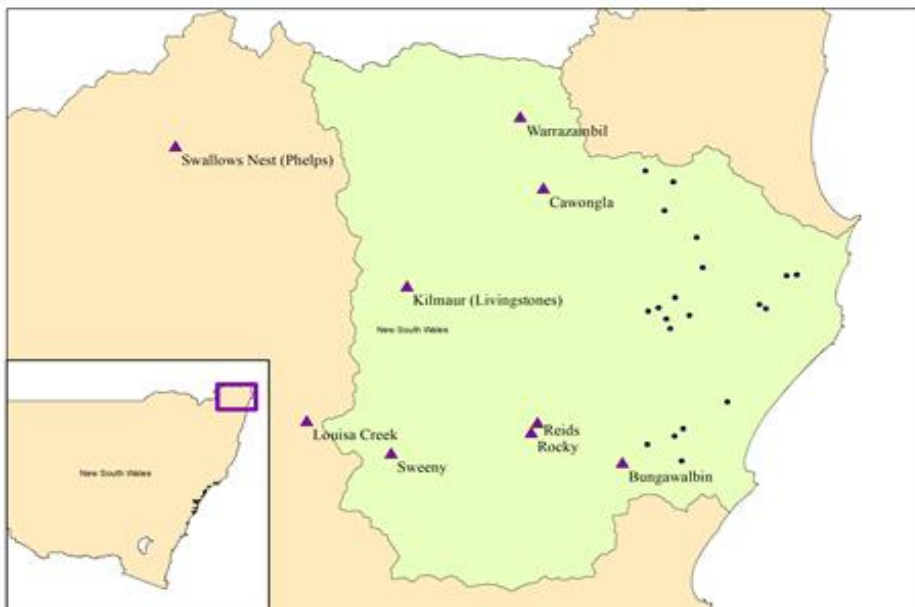 Warrazambil
Swallows Nest (Phelps)
Cawongla
Kilmaur (Livingstones)
New South Wales
Louisa Creek
Reids
Rocky
Sweeny
Bungawalbin
New South Wales